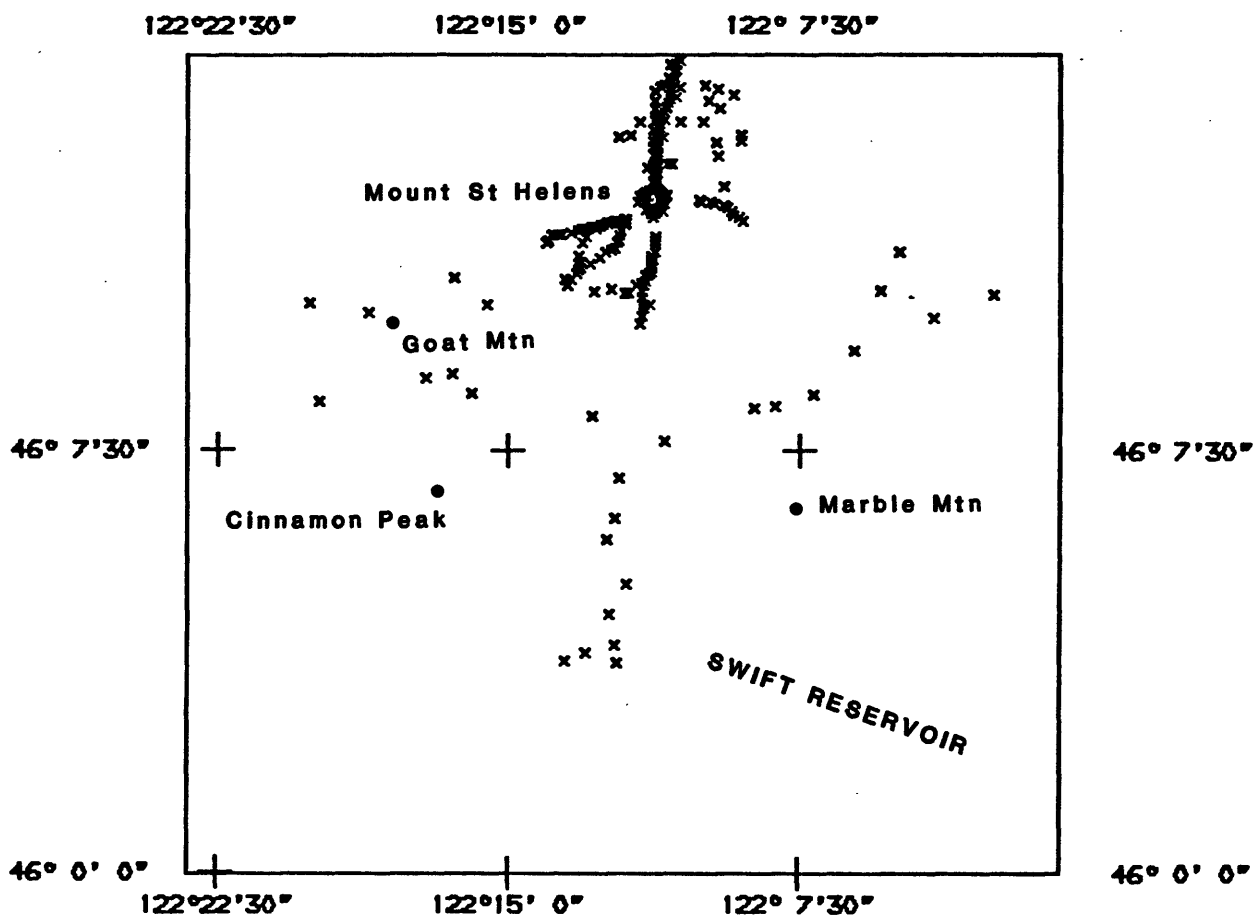 122°22'30" 122°15' 0" 122° 7'30"
Mount St Helens
Goat Mtn
46° 7'30" 46° 7'30"
Cinnamon Peak
Marble Mtn
SWIFT RESERVOIR
46° 0' 0" 46° 0' 0"
122°22'30" 122°15' 0" 122° 7'30"